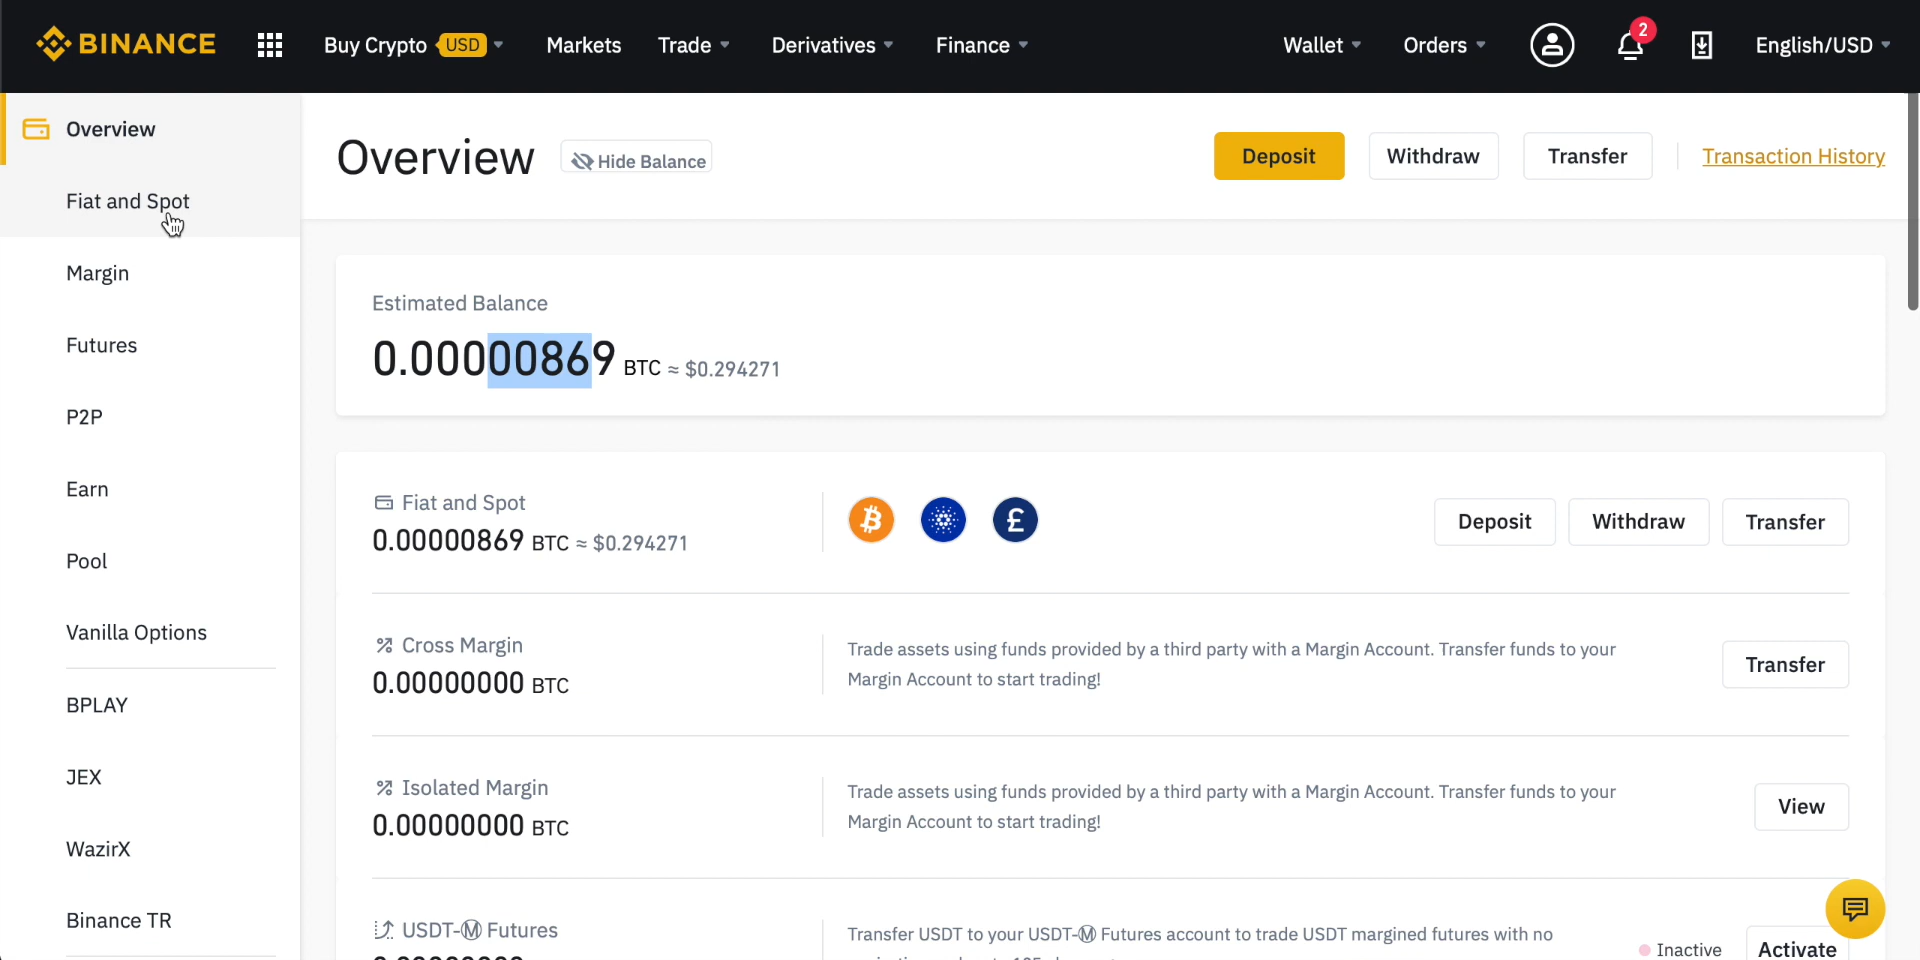 BINANCE
Buy Crypto USD
Markets
Trade
Derivatives
Finance
Wallet
Orders
2
English/USD
Overview
Fiat and Spot
Margin
Futures
P2P
Earn
Pool
Vanilla Options
BPLAY
JEX
WazirX
Binance TR
Overview
Hide Balance
Deposit
Withdraw
Transfer
Transaction History
Estimated Balance
0.00000869 BTC ≈ $0.294271
Fiat and Spot
0.00000869 BTC ≈ $0.294271
Deposit
Withdraw
Transfer
Cross Margin
0.00000000 BTC
Trade assets using funds provided by a third party with a Margin Account. Transfer funds to your
Margin Account to start trading!
Transfer
Isolated Margin
0.00000000 BTC
Trade assets using funds provided by a third party with a Margin Account. Transfer funds to your
Margin Account to start trading!
View
USDT-Ⓜ Futures
Transfer USDT to your USDT-Ⓜ Futures account to trade USDT margined futures with no
Inactive
Activate